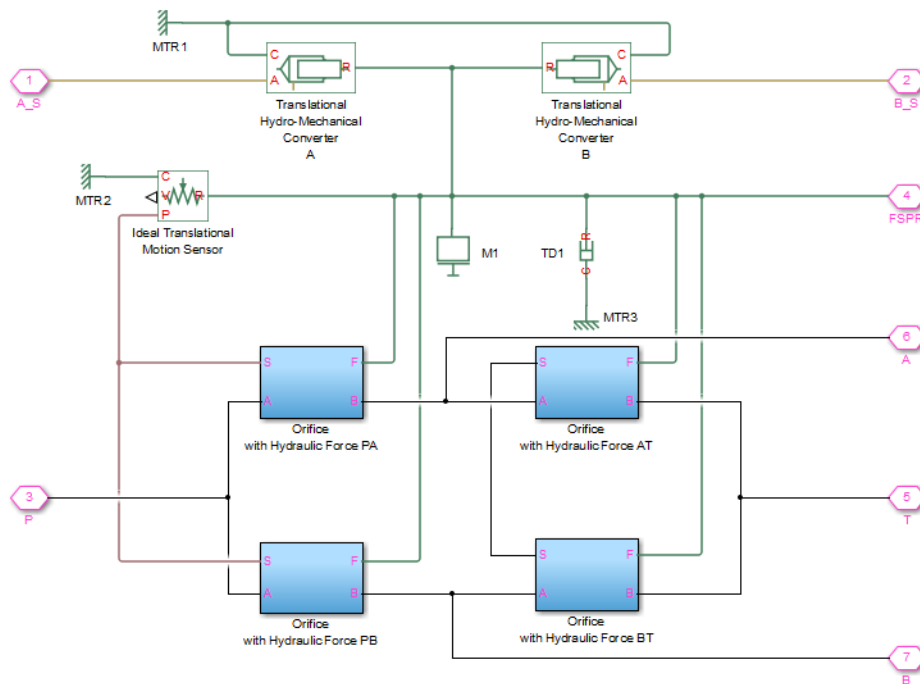 MTR1
C
A
R
Translational
Hydro-Mechanical
Converter
A
C
R
A
Translational
Hydro-Mechanical
Converter
B
1
A_S
2
B_S
MTR2
C
V
R
P
Ideal Translational
Motion Sensor
4
FSPR
M1
TD1
R
C
MTR3
6
A
S
F
A
B
Orifice
with Hydraulic Force PA
S
F
A
B
Orifice
with Hydraulic Force AT
3
P
5
T
S
F
A
B
Orifice
with Hydraulic Force PB
S
F
A
B
Orifice
with Hydraulic Force BT
7
B